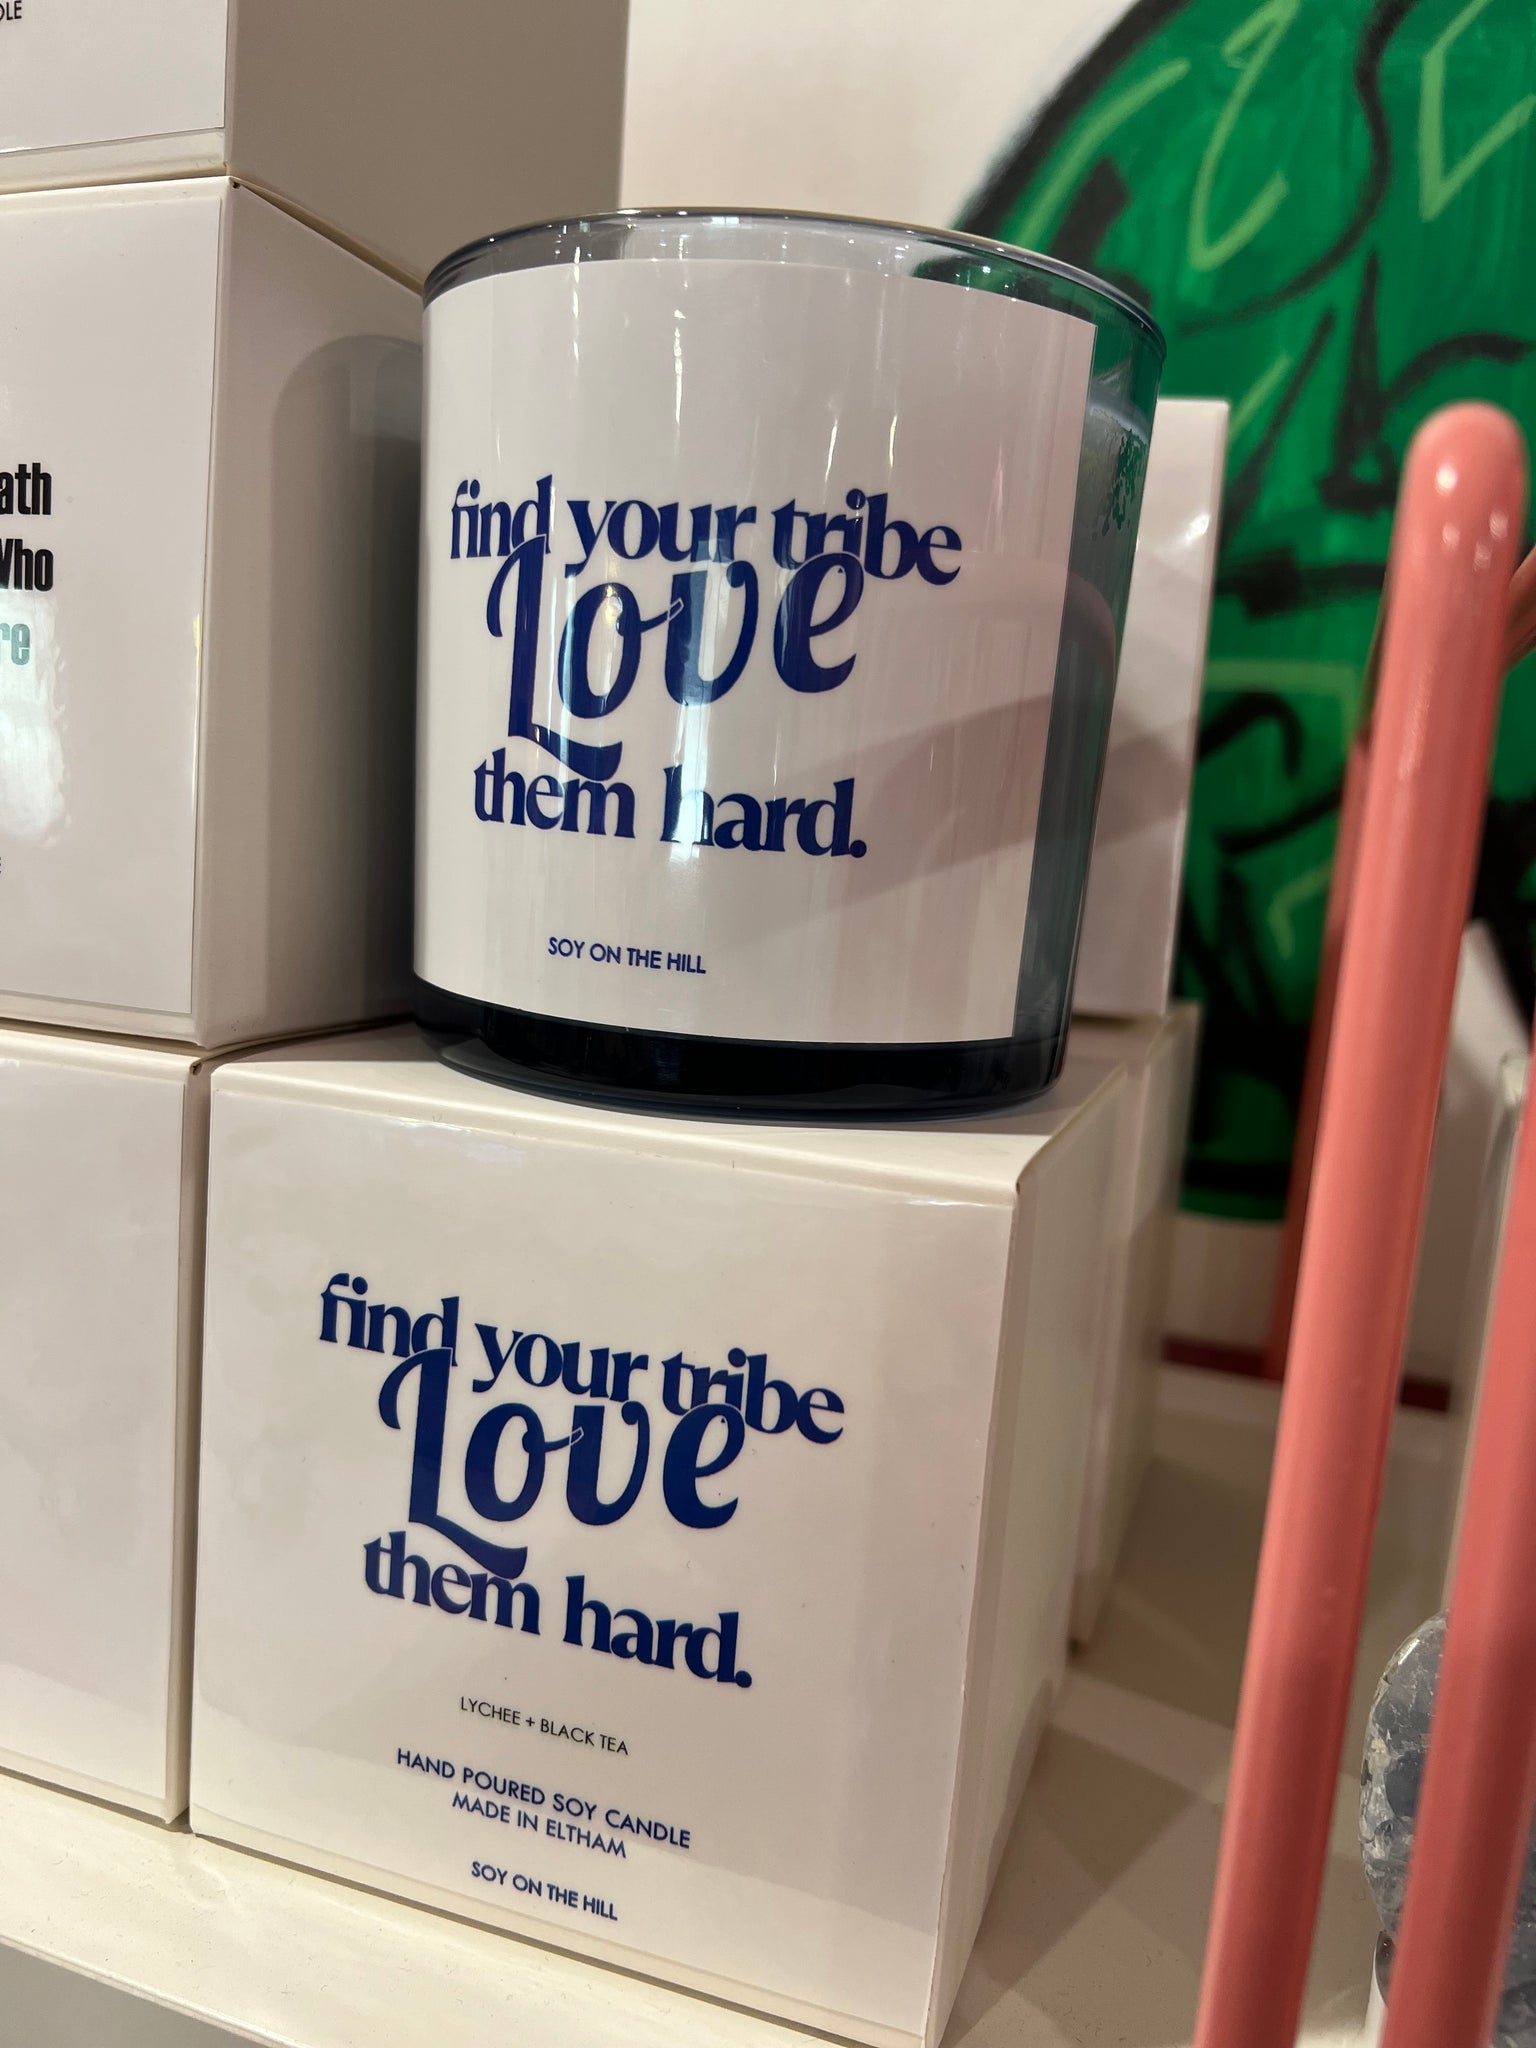 find your tribe
Love
them hard.
SOY ON THE HILL
find your tribe
Love
them hard.
LYCHEE + BLACK TEA
HAND POURED SOY CANDLE
MADE IN ELTHAM
SOY ON THE HILL